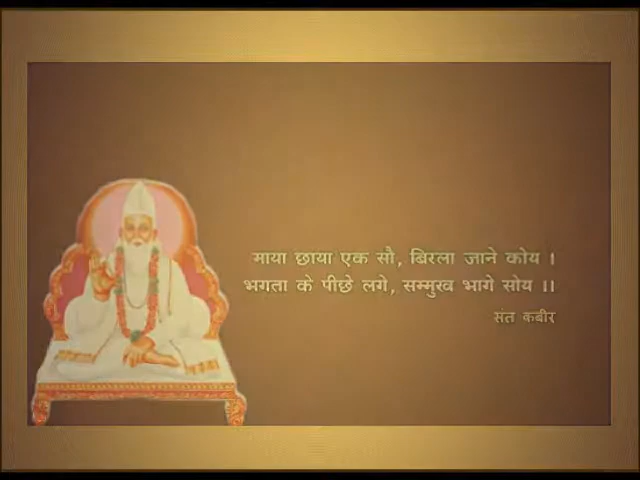 माया छाया एक सौ, बिरला जाने कोय ।
भगता के पीछे लगे, सम्मुख भागे सोय ।।
संत कबीर